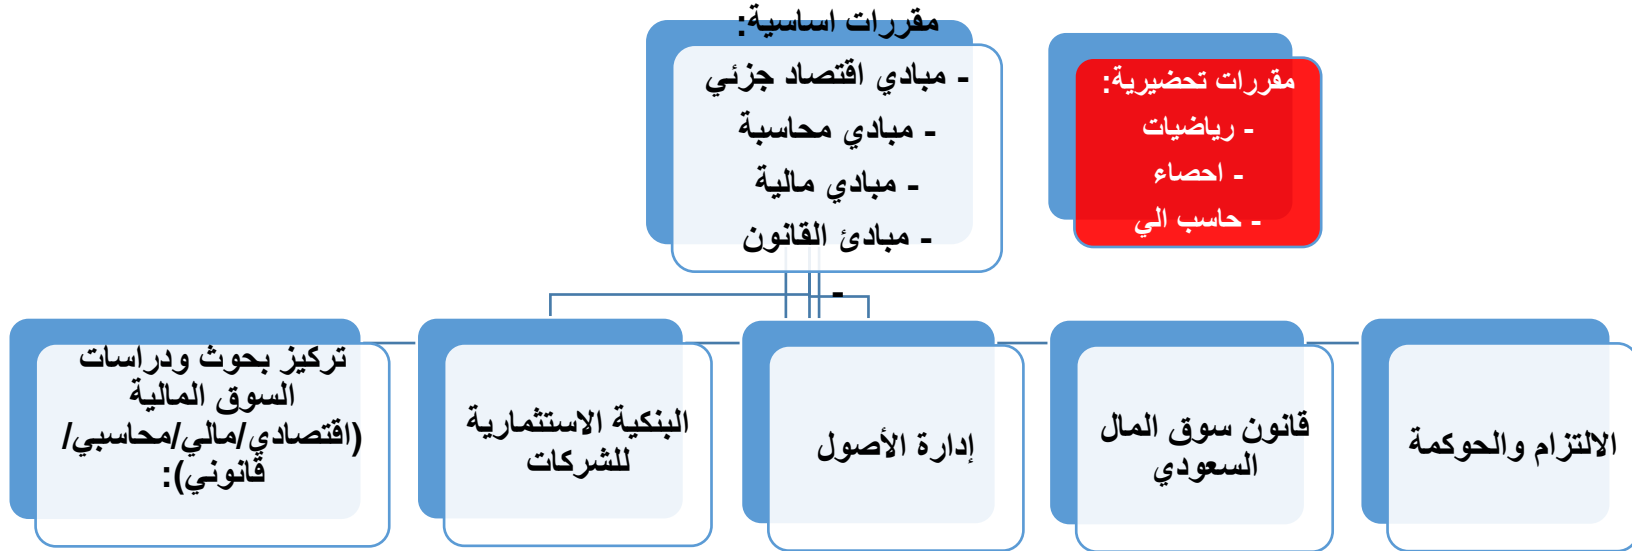 مقررات تحضيرية:
- رياضيات
- احصاء
- حاسب الي
مقررات اساسية:
- مبادي اقتصاد جزئي
- مبادي محاسبة
- مبادي مالية
- مبادئ القانون
-
الالتزام والحوكمة
قانون سوق المال
السعودي
إدارة الأصول
البنكية الاستثمارية
للشركات
تركيز بحوث ودراسات
السوق المالية
(اقتصادي/مالي/محاسبي/
قانوني):